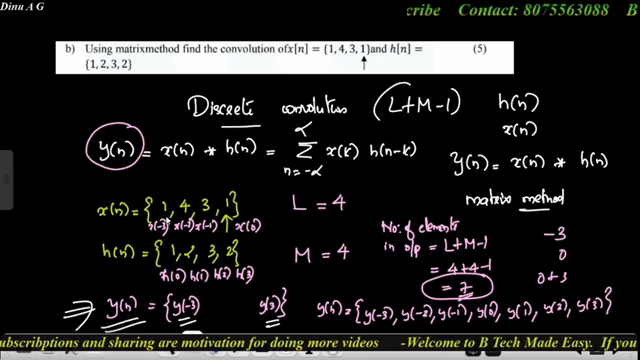 Dinu A G
cribe Contact: 8075563088 B
b) Using matrixmethod find the convolution ofx[n] = {1, 4, 3, 1}and h[n] = (5)
{1, 2, 3, 2}
↑
Discrete convolution (L+M-1) h(n)
x(n)
y(n) = x(n) * h(n) = ∑ x(k) h(n-k)
α
n=-α
y(n) = x(n) * h(n)
matrix method
x(n) = { 1, 4, 3, 1 } L = 4
x(-3) x(-2) x(-1) ↑ x(0)
h(n) = { 1, 2, 3, 2 } M = 4
h(0) h(1) h(2) h(3)
No: of elements
in o/p = L+M-1
= 4+4-1
= 7
-3
0
0+3
⇒ y(n) = { y(-3) y(3) } y(n) = { y(-3), y(-2), y(-1), y(0), y(1), y(2), y(3) }
ubscribptions and sharing are motivation for doing more videos -Welcome to B Tech Made Easy. If you